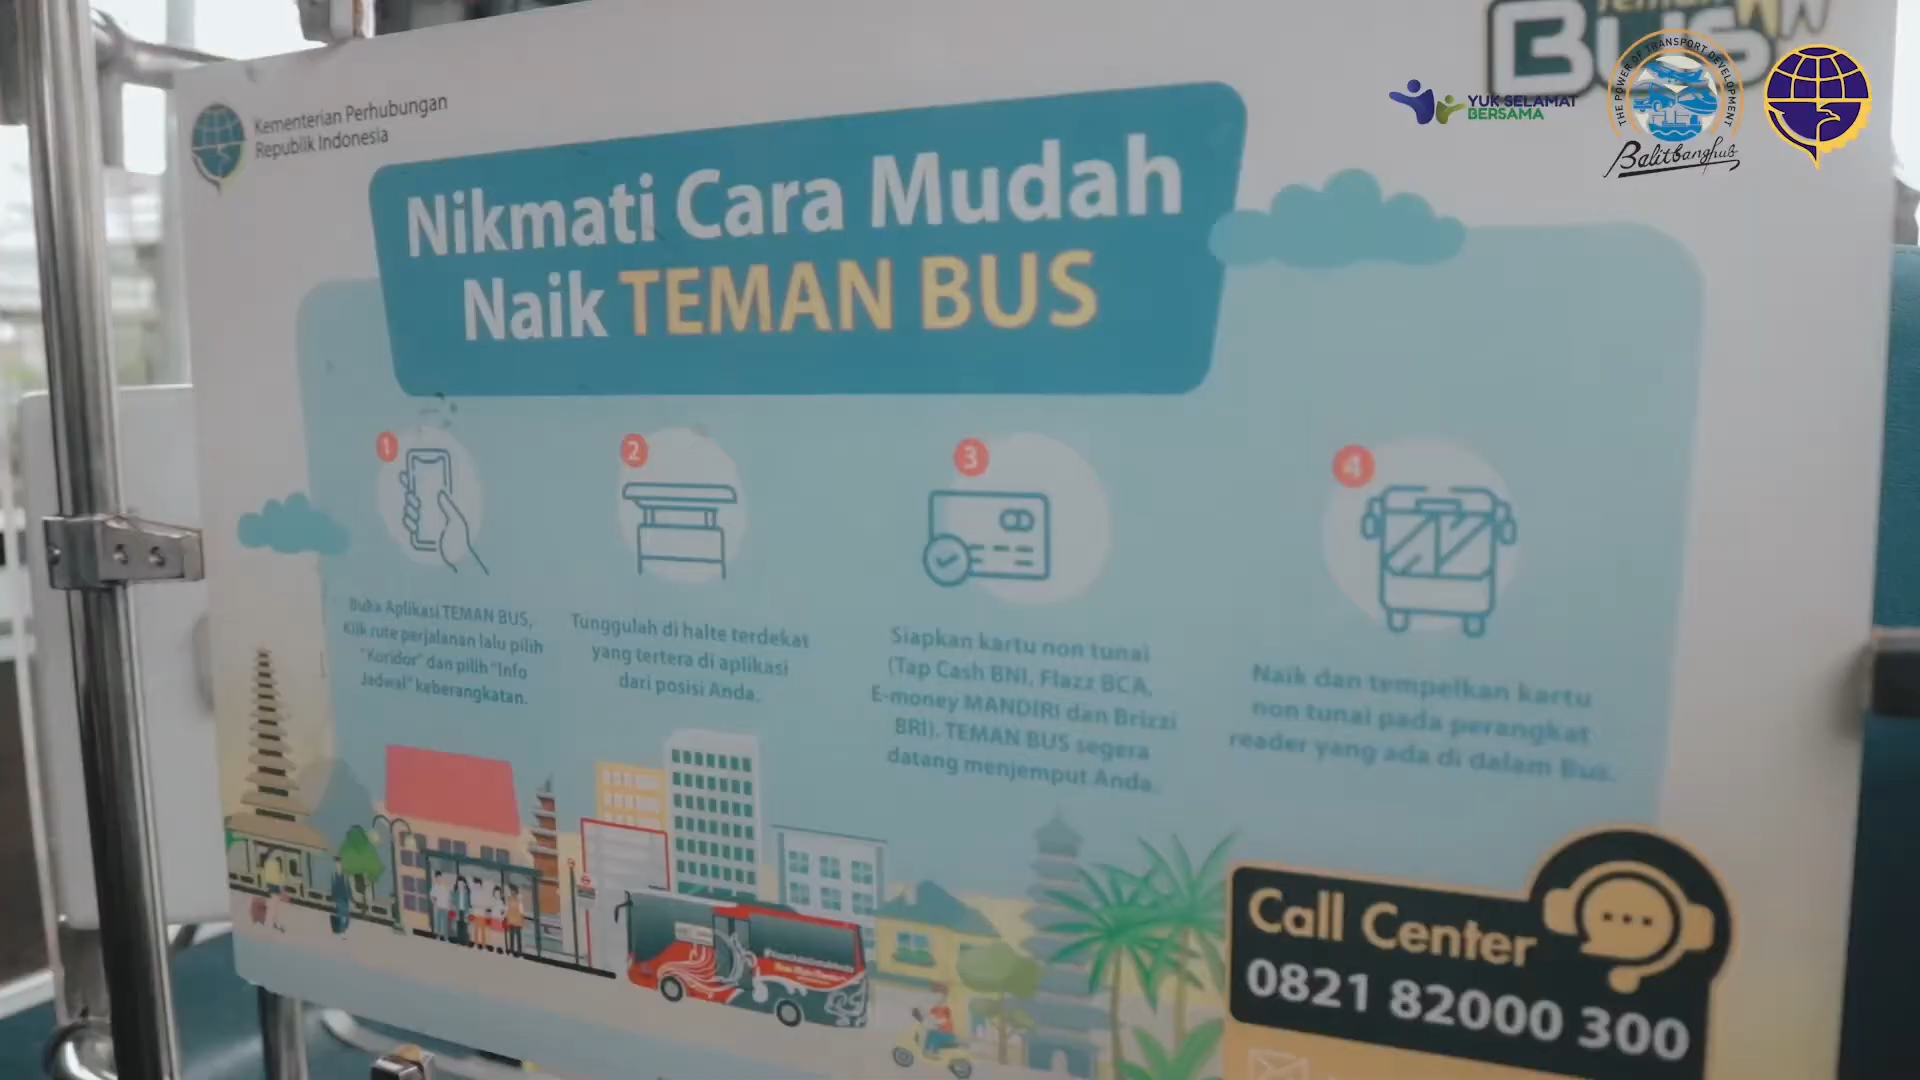 Teman
BUS
YUK SELAMAT
BERSAMA
THE POWER OF TRANSPORT DEVELOPMENT
Balitbanghub
Kementerian Perhubungan
Republik Indonesia
Nikmati Cara Mudah
Naik TEMAN BUS
1
Buka Aplikasi TEMAN BUS,
Klik rute perjalanan lalu pilih
"Koridor" dan pilih "Info
Jadwal" keberangkatan.
2
Tunggulah di halte terdekat
yang tertera di aplikasi
dari posisi Anda.
3
Siapkan kartu non tunai
(Tap Cash BNI, Flazz BCA,
E-money MANDIRI dan Brizzi
BRI). TEMAN BUS segera
datang menjemput Anda.
4
Naik dan tempelkan kartu
non tunai pada perangkat
reader yang ada di dalam Bus.
Call Center
0821 82000 300